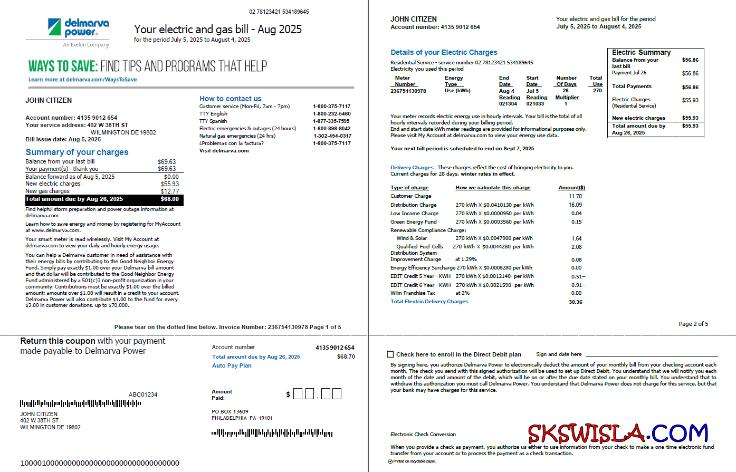 02 78123421 534189645
delmarva power.
An Exelon Company
Your electric and gas bill - Aug 2025
for the period July 5, 2025 to August 4, 2025
WAYS TO SAVE: FIND TIPS AND PROGRAMS THAT HELP
Learn more at delmarva.com/WaysToSave
JOHN CITIZEN
Account number: 4135 9012 654
Your service address: 402 W 38TH ST
WILMINGTON DE 19802
Bill issue date: Aug 5, 2025
Summary of your charges
Balance from your last bill $69.63
Your payment(s) - thank you $69.63
Balance forward as of Aug 5, 2025 $0.00
New electric charges $55.93
New gas charges $12.77
Total amount due by Aug 26, 2025 $68.00
Find helpful storm preparation and power outage information at
delmarva.com
Learn how to save energy and money by registering for MyAccount
at www.delmarva.com.
Your smart meter is read wirelessly. Visit My Account at
delmarva.com to view your daily and hourly energy usage.
You can help a Delmarva customer in need of assistance with
their energy bills by contributing to the Good Neighbor Energy
Fund. Simply pay exactly $1.00 over your Delmarva bill amount
and that dollar will be contributed to the Good Neighbor Energy
Fund administered by a 501(c)3 non-profit organization in your
community. Contributions must be exactly $1.00 over the billed
amount; amounts over $1.00 will result in a credit to your account.
Delmarva Power will also contribute $1.00 to the fund for every
$3.00 in customer donations, up to $70,000.
How to contact us
Customer service (Mon-Fri, 7am - 7pm) 1-800-375-7117
TTY English 1-800-232-5460
TTY Spanish 1-877-335-7595
Electric emergencies & outages (24 hours) 1-800-898-8042
Natural gas emergencies (24 hrs) 1-302-454-0317
¿Problemas con la factura? 1-800-375-7117
Visit delmarva.com
Please tear on the dotted line below. Invoice Number: 236754130978 Page 1 of 5
Return this coupon with your payment
made payable to Delmarva Power
Account number 4135 9012 654
Total amount due by Aug 26, 2025 $68.70
Auto Pay Plan
ABC01234
Amount
Paid:
$
JOHN CITIZEN
402 W 38TH ST
WILMINGTON DE 19802
PO BOX 13609
PHILADELPHIA PA 19101
JOHN CITIZEN
Account number: 4135 9012 654
Your electric and gas bill for the period
July 5, 2025 to August 4, 2025
Details of your Electric Charges
Residential Service - service number 02 78123421 534189645
Electricity you used this period
Meter Number Energy Type End Date Start Date Number Of Days Total Use
236754130978 Use (kWh) Aug 4 Jul 5 28 270
Reading Reading Multiplier
021304 021033 1
Your meter records electric energy use in hourly intervals. Your bill is the total of all
hourly intervals recorded during your billing period.
End and start date kWh meter readings are provided for informational purposes only.
Please visit My Account at delmarva.com to view your energy use data.
Your next bill period is scheduled to end on Sept 7, 2025
Electric Summary
Balance from your last bill $56.86
Payment Jul 26 $56.86
Total Payments $56.86
Electric Charges $55.93
(Residential Service)
New electric charges $55.93
Total amount due by Aug 26, 2025 $55.93
Delivery Charges: These charges reflect the cost of bringing electricity to you.
Current charges for 28 days, winter rates in effect.
Type of charge How we calculate this charge Amount($)
Customer Charge 11.70
Distribution Charge 270 kWh X $0.0410130 per kWh 16.09
Low Income Charge 270 kWh X $0.0000950 per kWh 0.04
Green Energy Fund 270 kWh X $0.0003560 per kWh 0.15
Renewable Compliance Charge:
Wind & Solar 270 kWh X $0.0047000 per kWh 1.64
Qualified Fuel Cells 270 kWh X $0.0044280 per kWh 2.08
Distribution System
Improvement Charge at 1.29% 0.08
Energy Efficiency Surcharge 270 kWh X $0.0006280 per kWh 0.00
EDIT Credit 5 Year - KWH 270 kWh X $0.0012140- per kWh 0.51-
EDIT Credit 6 Year - KWH 270 kWh X $0.0021593- per kWh 0.91-
Wilm Franchise Tax at 2% 0.00
Total Electric Delivery Charges 30.36
Page 2 of 5
Check here to enroll in the Direct Debit plan Sign and date here
By signing here, you authorize Delmarva Power to electronically deduct the amount of your monthly bill from your checking account each
month. The check you send with this signed authorization will be used to set up Direct Debit. You understand that we will notify you each
month of the date and amount of the debit, which will be on or after the due date stated on your monthly bill. You understand that to
withdraw this authorization you must call Delmarva Power. You understand that Delmarva Power does not charge for this service, but that
your bank may have charges for this service.
Electronic Check Conversion
When you provide a check as payment, you authorize us either to use information from your check to make a one time electronic fund
transfer from your account or to process the payment as a check transaction.
Printed on recyclable paper.
SKSWISLA.COM